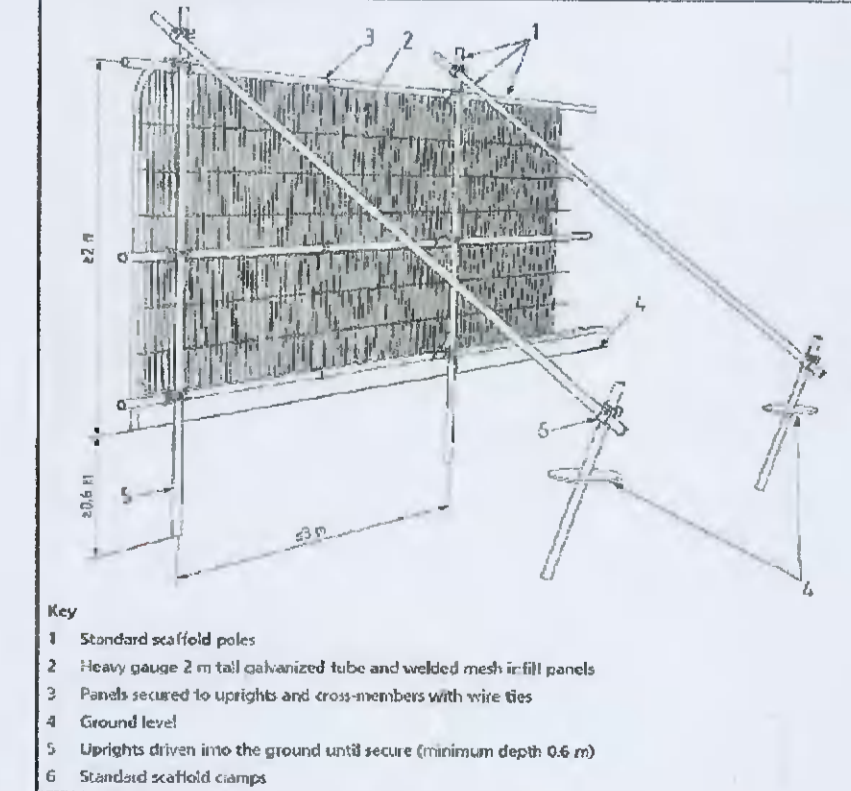 3 2 1
≥2 m
4
6
≥0.6 m
5
≤3 m
4
Key
1 Standard scaffold poles
2 Heavy gauge 2 m tall galvanized tube and welded mesh infill panels
3 Panels secured to uprights and cross-members with wire ties
4 Ground level
5 Uprights driven into the ground until secure (minimum depth 0.6 m)
6 Standard scaffold clamps